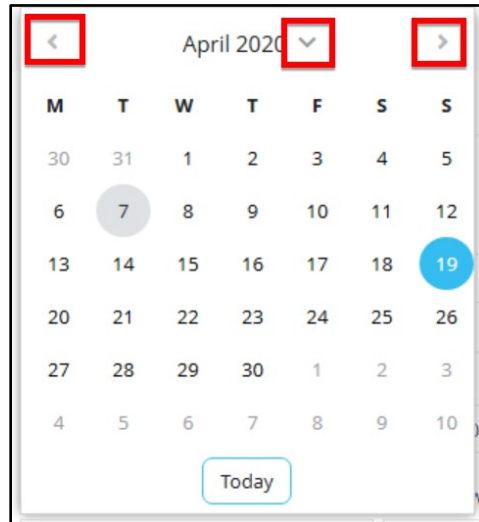 April 2020
M T W T F S S
30 31 1 2 3 4 5
6 7 8 9 10 11 12
13 14 15 16 17 18 19
20 21 22 23 24 25 26
27 28 29 30 1 2 3
4 5 6 7 8 9 10
Today